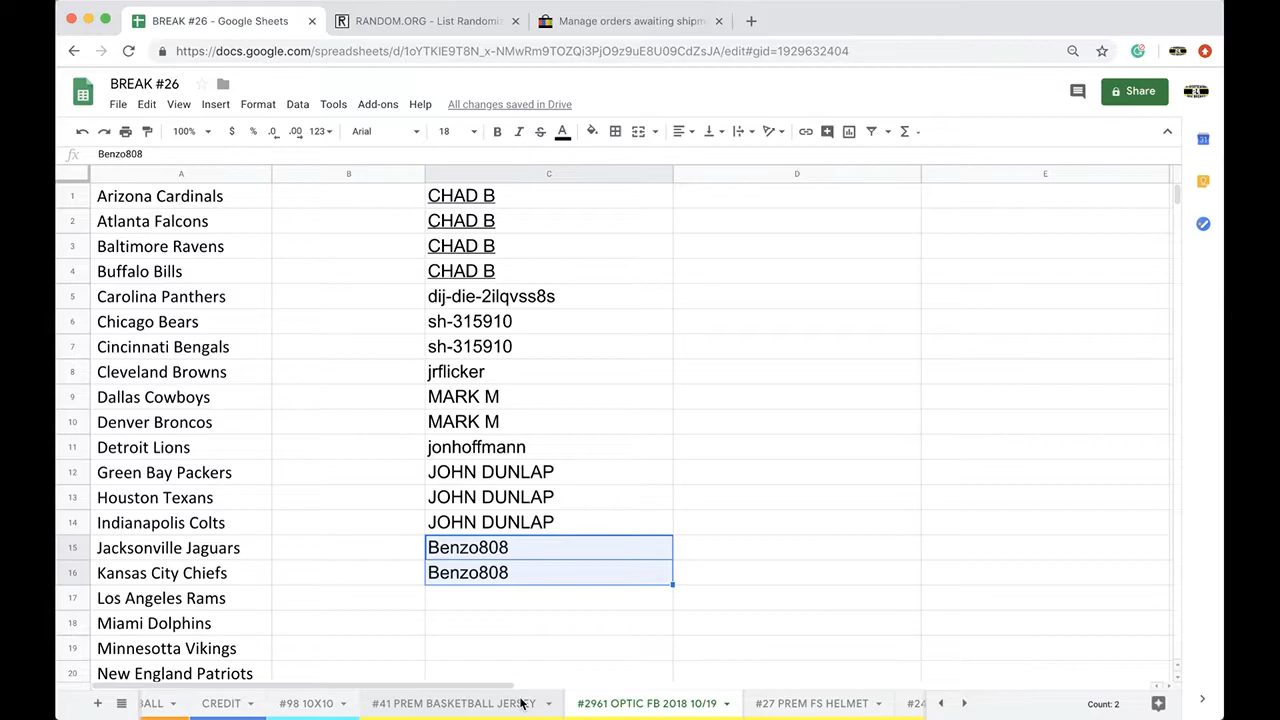 BREAK #26 - Google Sheets
RANDOM.ORG - List Randomi
Manage orders awaiting shipm
https://docs.google.com/spreadsheets/d/1oYTKIE9T8N_x-NMwRm9TOZQi3PjO9z9uE8U09CdZsJA/edit#gid=1929632404
BREAK #26
File Edit View Insert Format Data Tools Add-ons Help All changes saved in Drive
Share
100% $ % .0 .00 123 Arial 18 B I S A
fx Benzo808
A B C D E
1 Arizona Cardinals CHAD B
2 Atlanta Falcons CHAD B
3 Baltimore Ravens CHAD B
4 Buffalo Bills CHAD B
5 Carolina Panthers dij-die-2ilqvss8s
6 Chicago Bears sh-315910
7 Cincinnati Bengals sh-315910
8 Cleveland Browns jrflicker
9 Dallas Cowboys MARK M
10 Denver Broncos MARK M
11 Detroit Lions jonhoffmann
12 Green Bay Packers JOHN DUNLAP
13 Houston Texans JOHN DUNLAP
14 Indianapolis Colts JOHN DUNLAP
15 Jacksonville Jaguars Benzo808
16 Kansas City Chiefs Benzo808
17 Los Angeles Rams
18 Miami Dolphins
19 Minnesotta Vikings
20 New England Patriots
BALL CREDIT #98 10X10 #41 PREM BASKETBALL JERSEY #2961 OPTIC FB 2018 10/19 #27 PREM FS HELMET #24 Count: 2